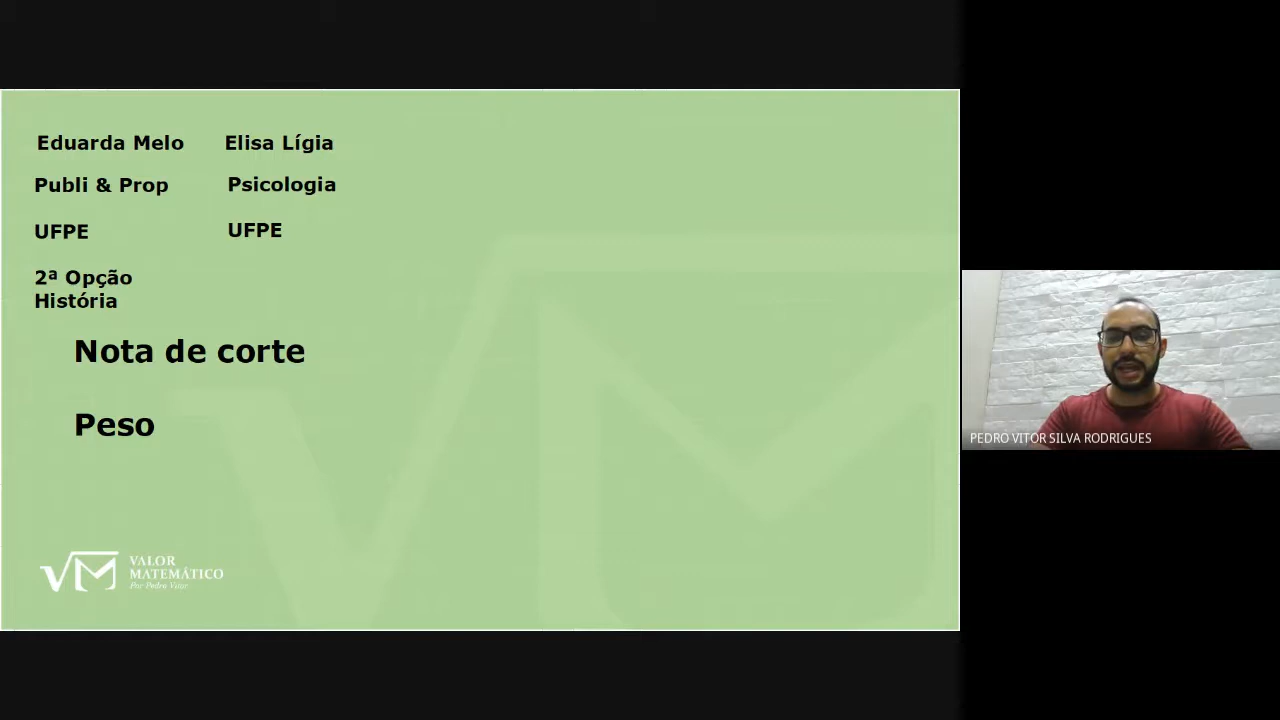 Eduarda Melo
Elisa Lígia
Publi & Prop
Psicologia
UFPE
UFPE
2ª Opção
História
Nota de corte
Peso
VALOR
MATEMÁTICO
Por Pedro Vitor
PEDRO VITOR SILVA RODRIGUES